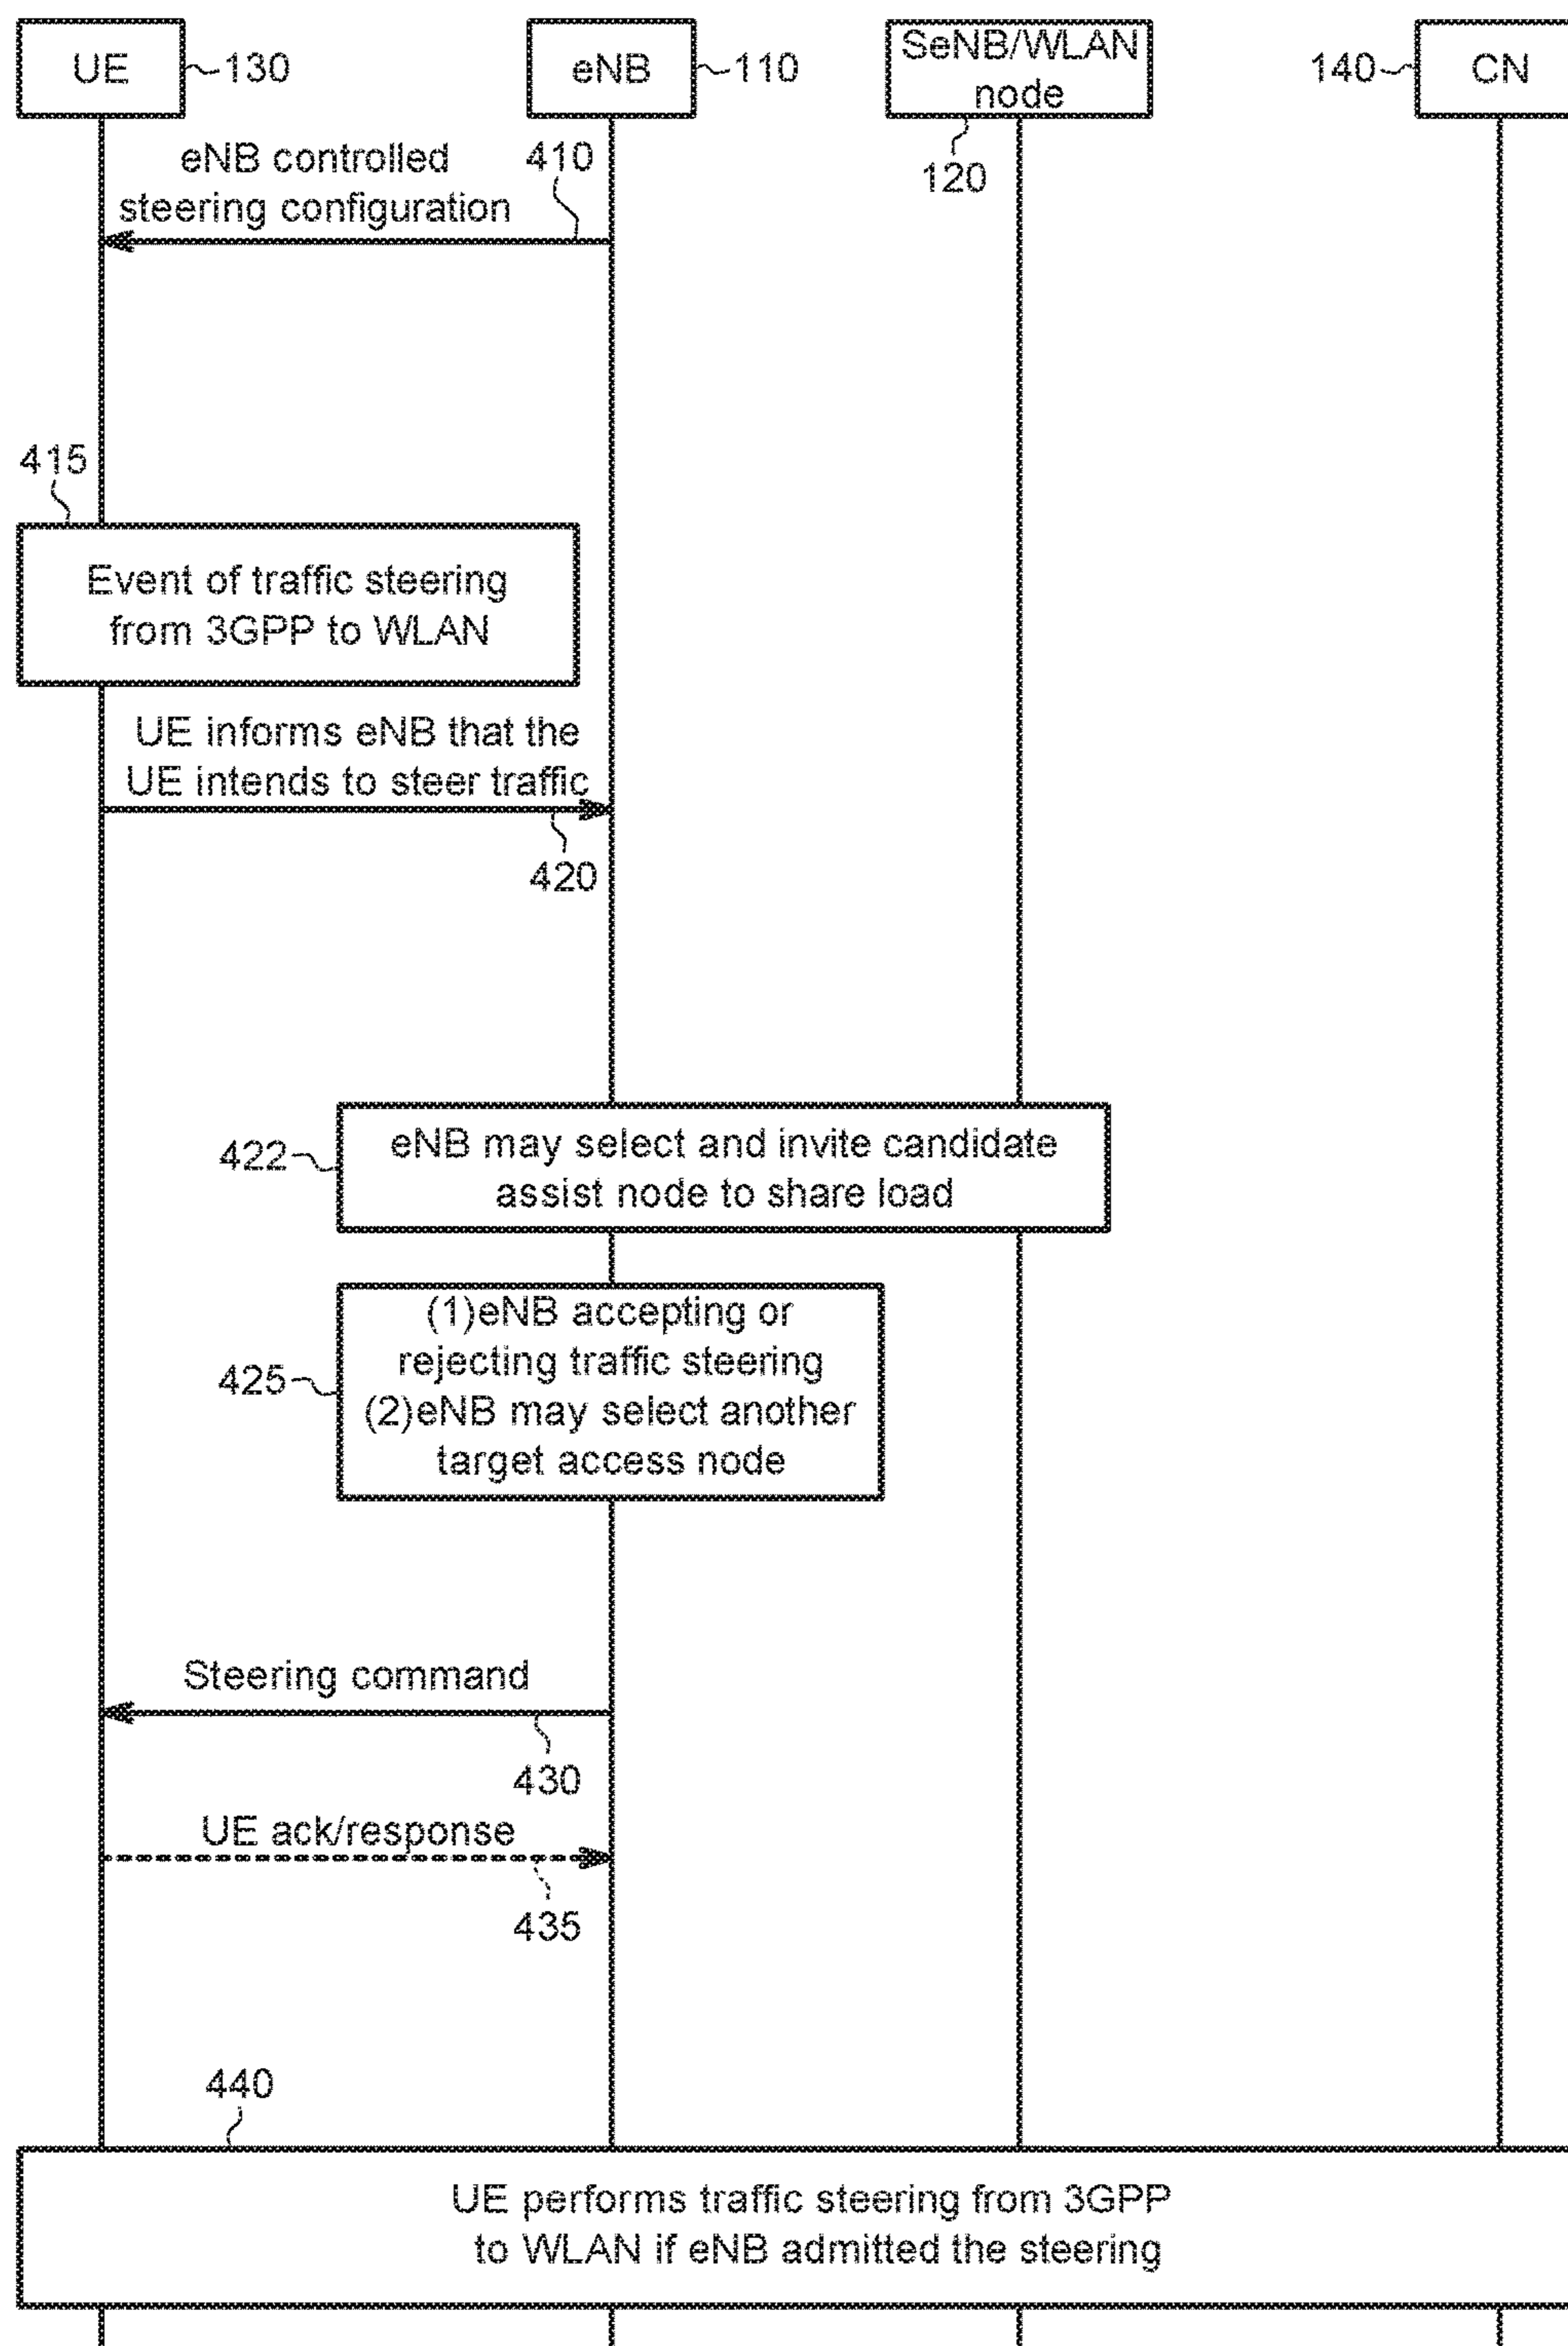 UE
130
eNB
110
SeNB/WLAN
node
120
140
CN
eNB controlled
steering configuration
410
415
Event of traffic steering
from 3GPP to WLAN
UE informs eNB that the
UE intends to steer traffic
420
422
eNB may select and invite candidate
assist node to share load
425
(1)eNB accepting or
rejecting traffic steering
(2)eNB may select another
target access node
Steering command
430
UE ack/response
435
440
UE performs traffic steering from 3GPP
to WLAN if eNB admitted the steering